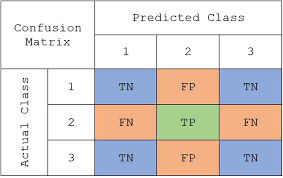 Confusion Matrix
Predicted Class
1 2 3
Actual Class
1 TN FP TN
2 FN TP FN
3 TN FP TN